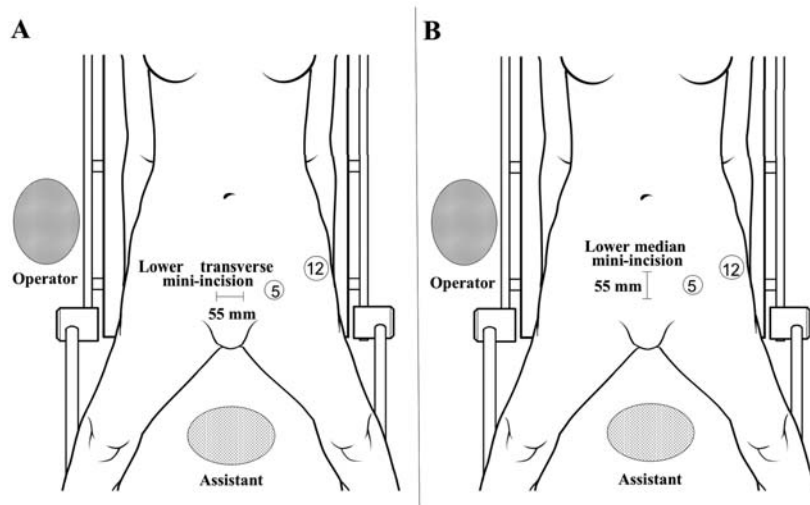 A
Operator
Lower transverse
mini-incision
55 mm
5
12
Assistant
B
Operator
Lower median
mini-incision
55 mm
5
12
Assistant